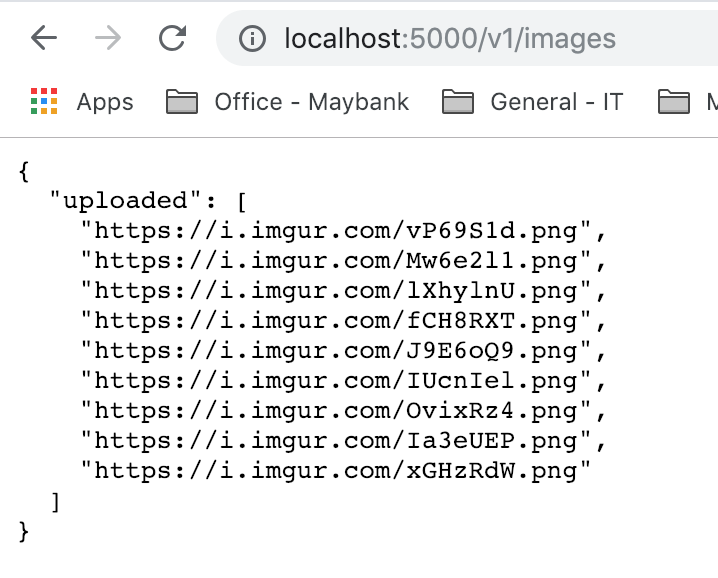 localhost:5000/v1/images
Apps Office - Maybank General - IT M
{
"uploaded": [
"https://i.imgur.com/vP69S1d.png",
"https://i.imgur.com/Mw6e2l1.png",
"https://i.imgur.com/lXhylnU.png",
"https://i.imgur.com/fCH8RXT.png",
"https://i.imgur.com/J9E6oQ9.png",
"https://i.imgur.com/IUcnIel.png",
"https://i.imgur.com/OvixRz4.png",
"https://i.imgur.com/Ia3eUEP.png",
"https://i.imgur.com/xGHzRdW.png"
]
}